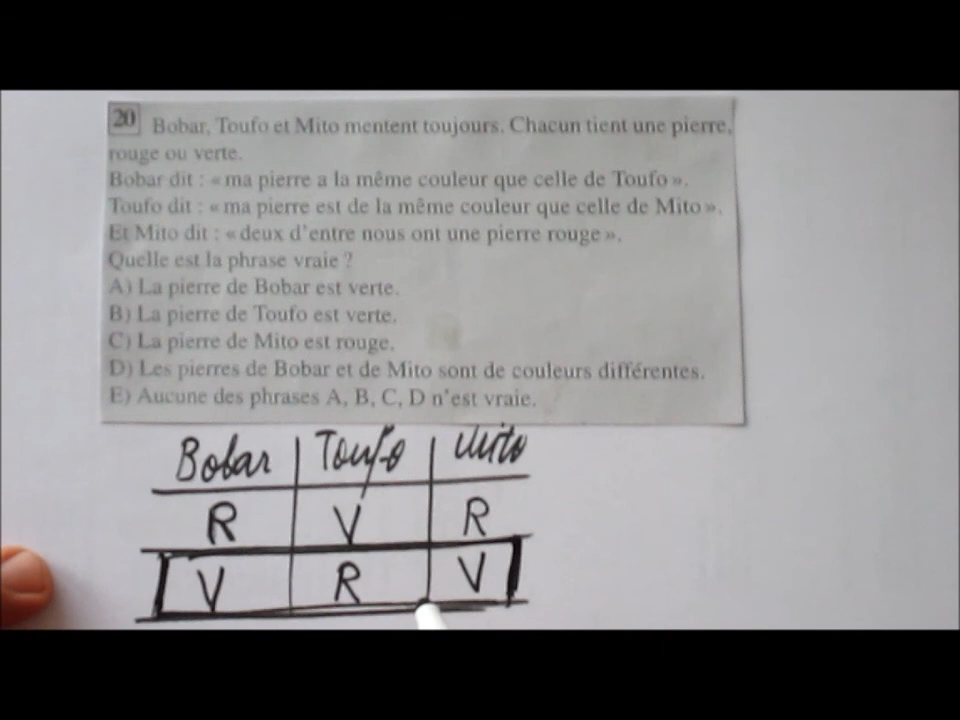 20 Bobar, Toufo et Mito mentent toujours. Chacun tient une pierre,
rouge ou verte.
Bobar dit : « ma pierre a la même couleur que celle de Toufo ».
Toufo dit : « ma pierre est de la même couleur que celle de Mito ».
Et Mito dit : « deux d'entre nous ont une pierre rouge ».
Quelle est la phrase vraie ?
A) La pierre de Bobar est verte.
B) La pierre de Toufo est verte.
C) La pierre de Mito est rouge.
D) Les pierres de Bobar et de Mito sont de couleurs différentes.
E) Aucune des phrases A, B, C, D n'est vraie.
Bobar Toufo Mito
R V R
V R V